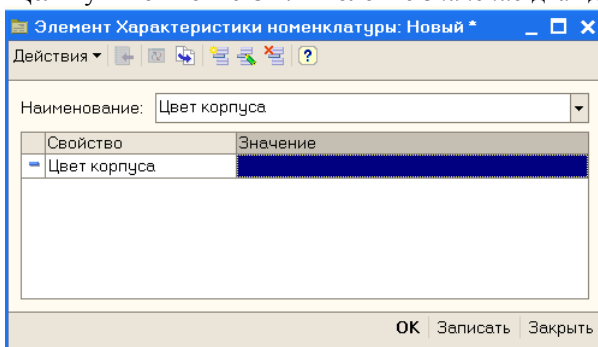 Элемент Характеристики номенклатуры: Новый *
Действия
Наименование: Цвет корпуса
Свойство Значение
Цвет корпуса
OK Записать Закрыть